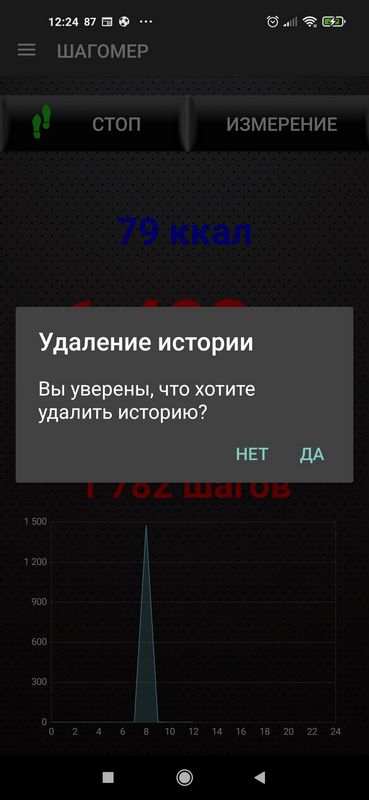 12:24 87
ШАГОМЕР
СТОП
ИЗМЕРЕНИЕ
79 ккал
Удаление истории
Вы уверены, что хотите
удалить историю?
НЕТ ДА
1 782 шагов
1 500
1 200
900
600
300
0
0 2 4 6 8 10 12 14 16 18 20 22 24